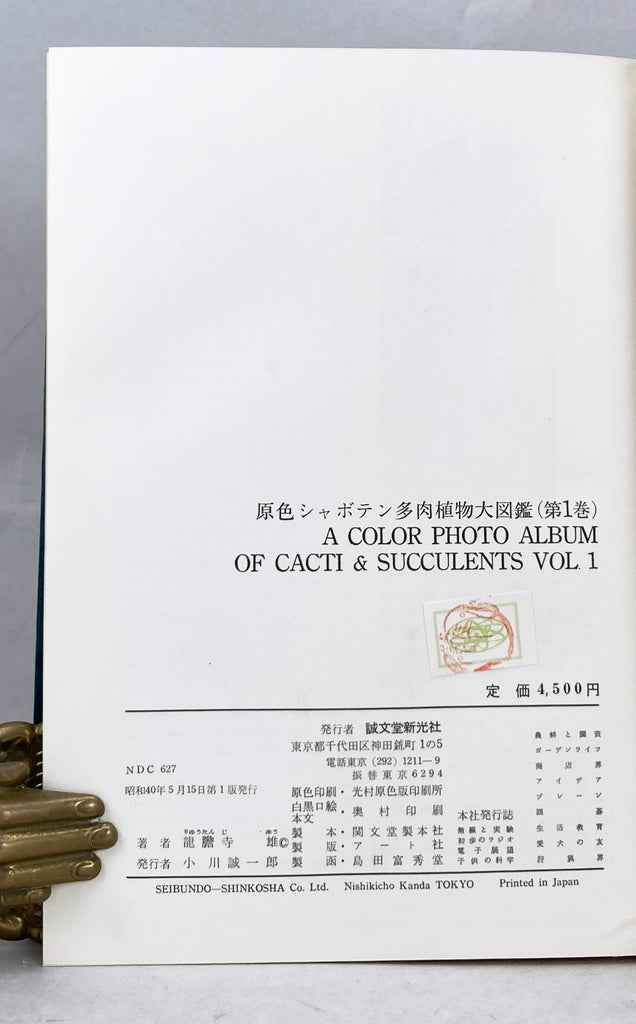 原色シャボテン多肉植物大図鑑(第1巻)
A COLOR PHOTO ALBUM
OF CACTI & SUCCULENTS VOL. 1
定 価 4,500円
NDC 627
昭和40年5月15日第1版発行
りゆうたん じ ゆう
著 者 龍膽寺 雄©
発行者 小川誠一郎
発行者 誠文堂新光社
東京都千代田区神田錦町1の5
電話東京 (292) 1211—9
振替東京 6294
原色印刷・光村原色版印刷所
白黒口絵・奥村印刷
本文
製 本・関文堂製本社
製 版・アート社
製 函・島田富秀堂
本社発行誌
無線と実験
初歩のラジオ
電子展望
子供の科学
農耕と園芸
ガーデンライフ
商店界
アイデア
ブレーン
囲碁
生活教育
愛犬の友
狩猟界
SEIBUNDO—SHINKOSHA Co. Ltd. Nishikicho Kanda TOKYO Printed in Japan